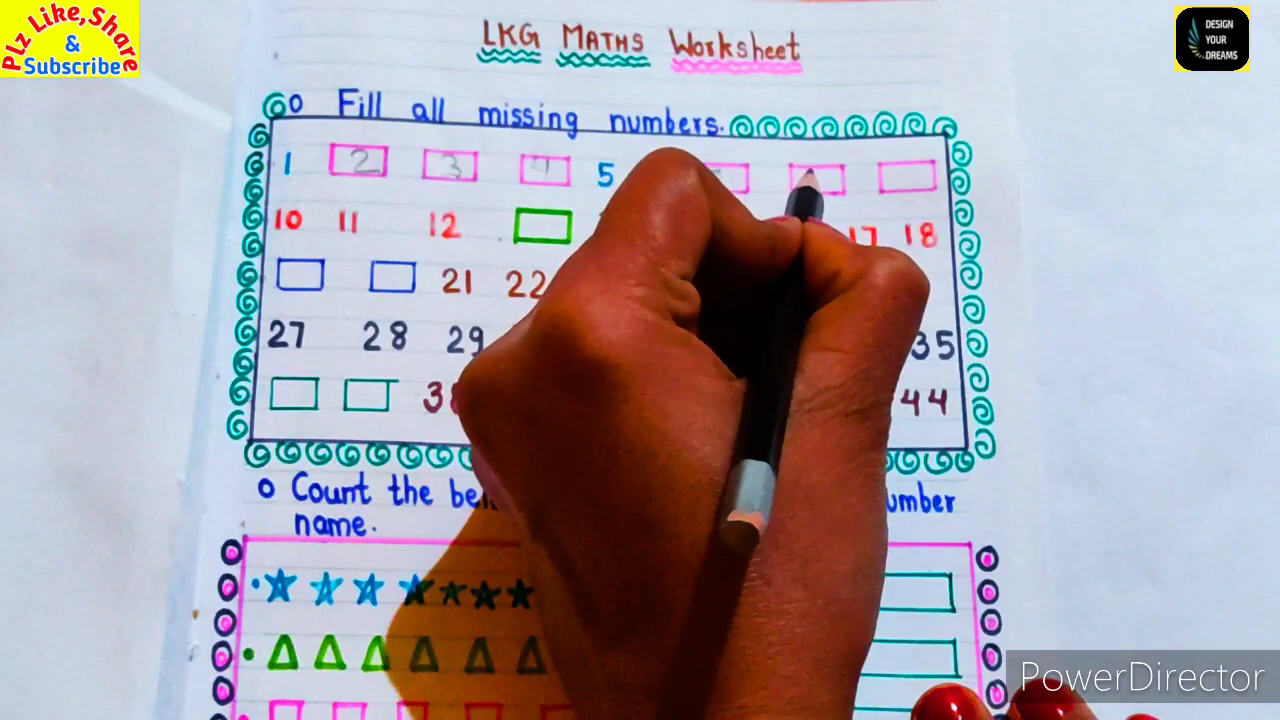 Plz Like, Share
&
Subscribe
DESIGN
YOUR
DREAMS
LKG MATHS Worksheet
Fill all missing numbers.
1 2 3 4 5
10 11 12 17 18
21 22
27 28 29 35
44
Count the umber
name.
PowerDirector